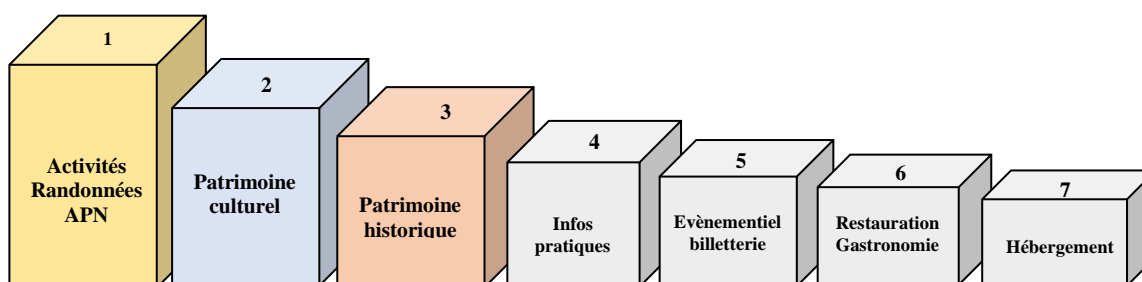 1
Activités
Randonnées
APN
2
Patrimoine
culturel
3
Patrimoine
historique
4
Infos
pratiques
5
Evènementiel
billetterie
6
Restauration
Gastronomie
7
Hébergement